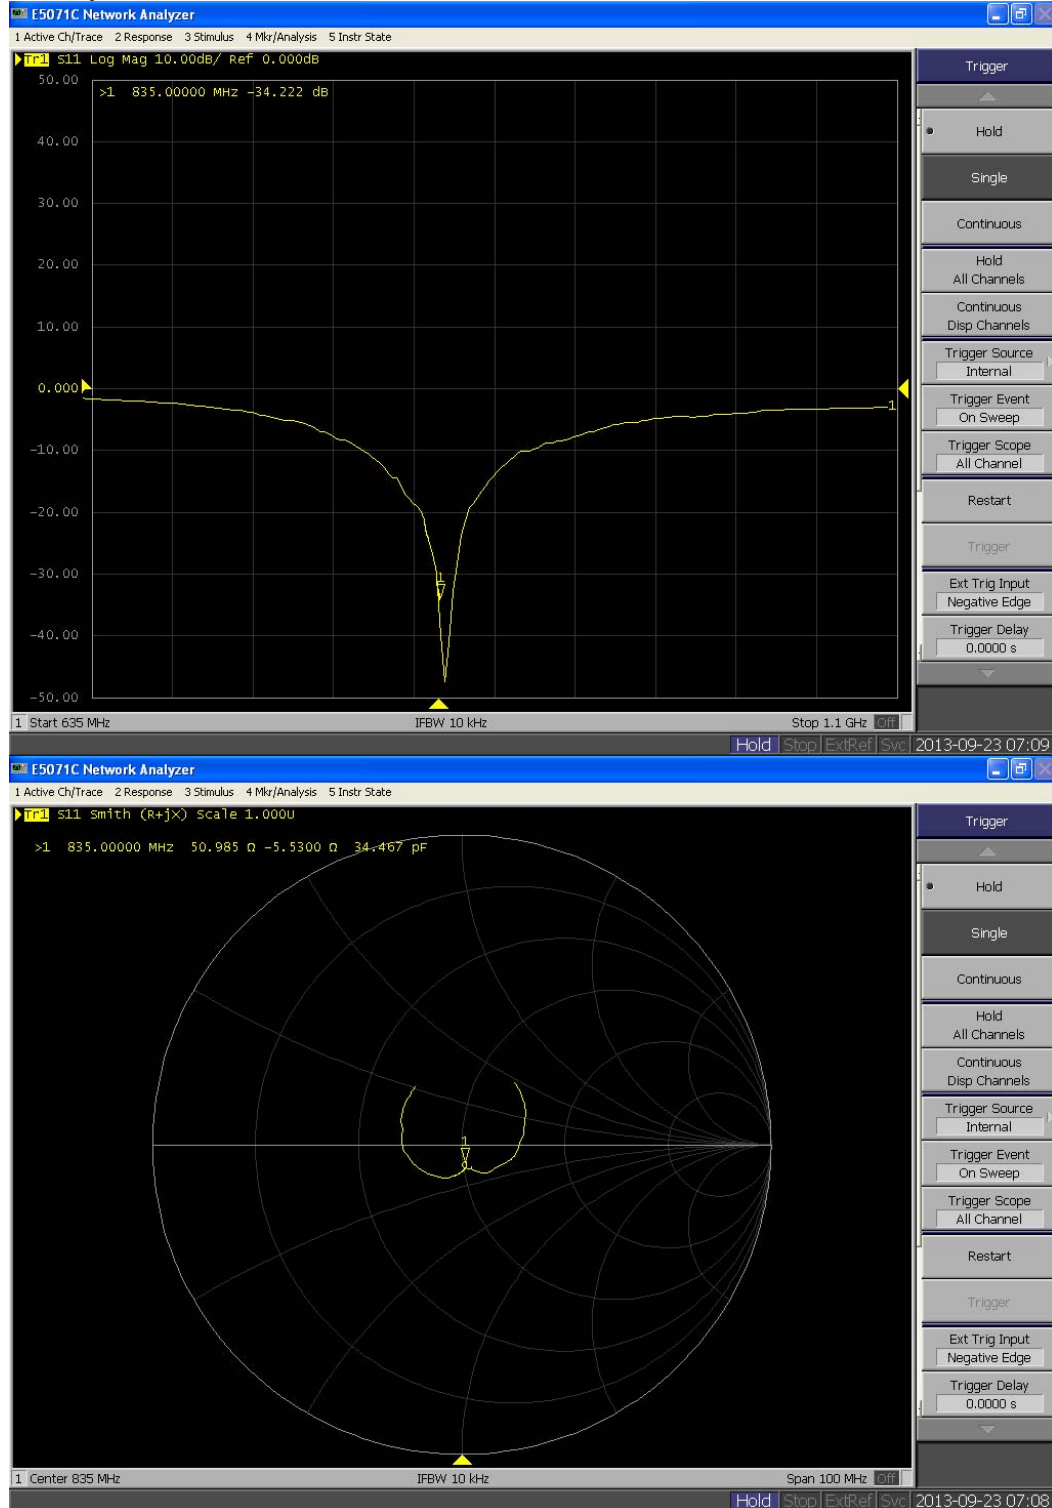 E5071C Network Analyzer
1 Active Ch/Trace 2 Response 3 Stimulus 4 Mkr/Analysis 5 Instr State
Tr1 S11 Log Mag 10.00dB/ Ref 0.000dB
>1 835.00000 MHz -34.222 dB
50.00
40.00
30.00
20.00
10.00
0.000
-10.00
-20.00
-30.00
-40.00
-50.00
1
1
1 Start 635 MHz IFBW 10 kHz Stop 1.1 GHz Off
Trigger
Hold
Single
Continuous
Hold
All Channels
Continuous
Disp Channels
Trigger Source
Internal
Trigger Event
On Sweep
Trigger Scope
All Channel
Restart
Trigger
Ext Trig Input
Negative Edge
Trigger Delay
0.0000 s
Hold Stop ExtRef Svc 2013-09-23 07:09
E5071C Network Analyzer
1 Active Ch/Trace 2 Response 3 Stimulus 4 Mkr/Analysis 5 Instr State
Tr1 S11 Smith (R+jX) Scale 1.000U
>1 835.00000 MHz 50.985 Ω -5.5300 Ω 34.467 pF
1
1 Center 835 MHz IFBW 10 kHz Span 100 MHz Off
Trigger
Hold
Single
Continuous
Hold
All Channels
Continuous
Disp Channels
Trigger Source
Internal
Trigger Event
On Sweep
Trigger Scope
All Channel
Restart
Trigger
Ext Trig Input
Negative Edge
Trigger Delay
0.0000 s
Hold Stop ExtRef Svc 2013-09-23 07:08